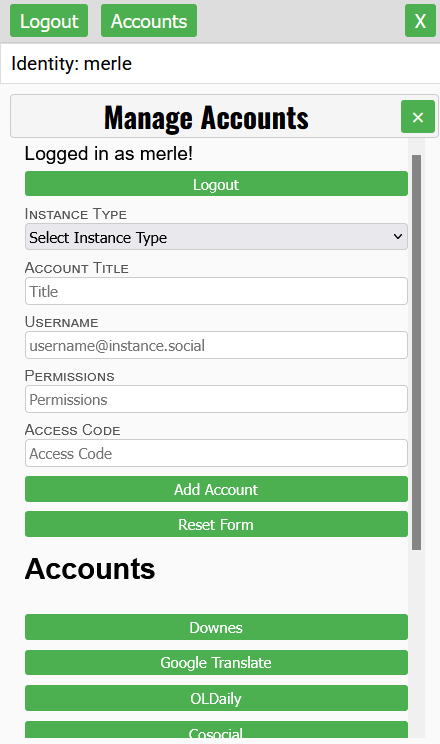 Logout Accounts X
Identity: merle
Manage Accounts ×
Logged in as merle!
Logout
Instance Type
Select Instance Type
Account Title
Title
Username
username@instance.social
Permissions
Permissions
Access Code
Access Code
Add Account
Reset Form
Accounts
Downes
Google Translate
OLDaily
Cosocial